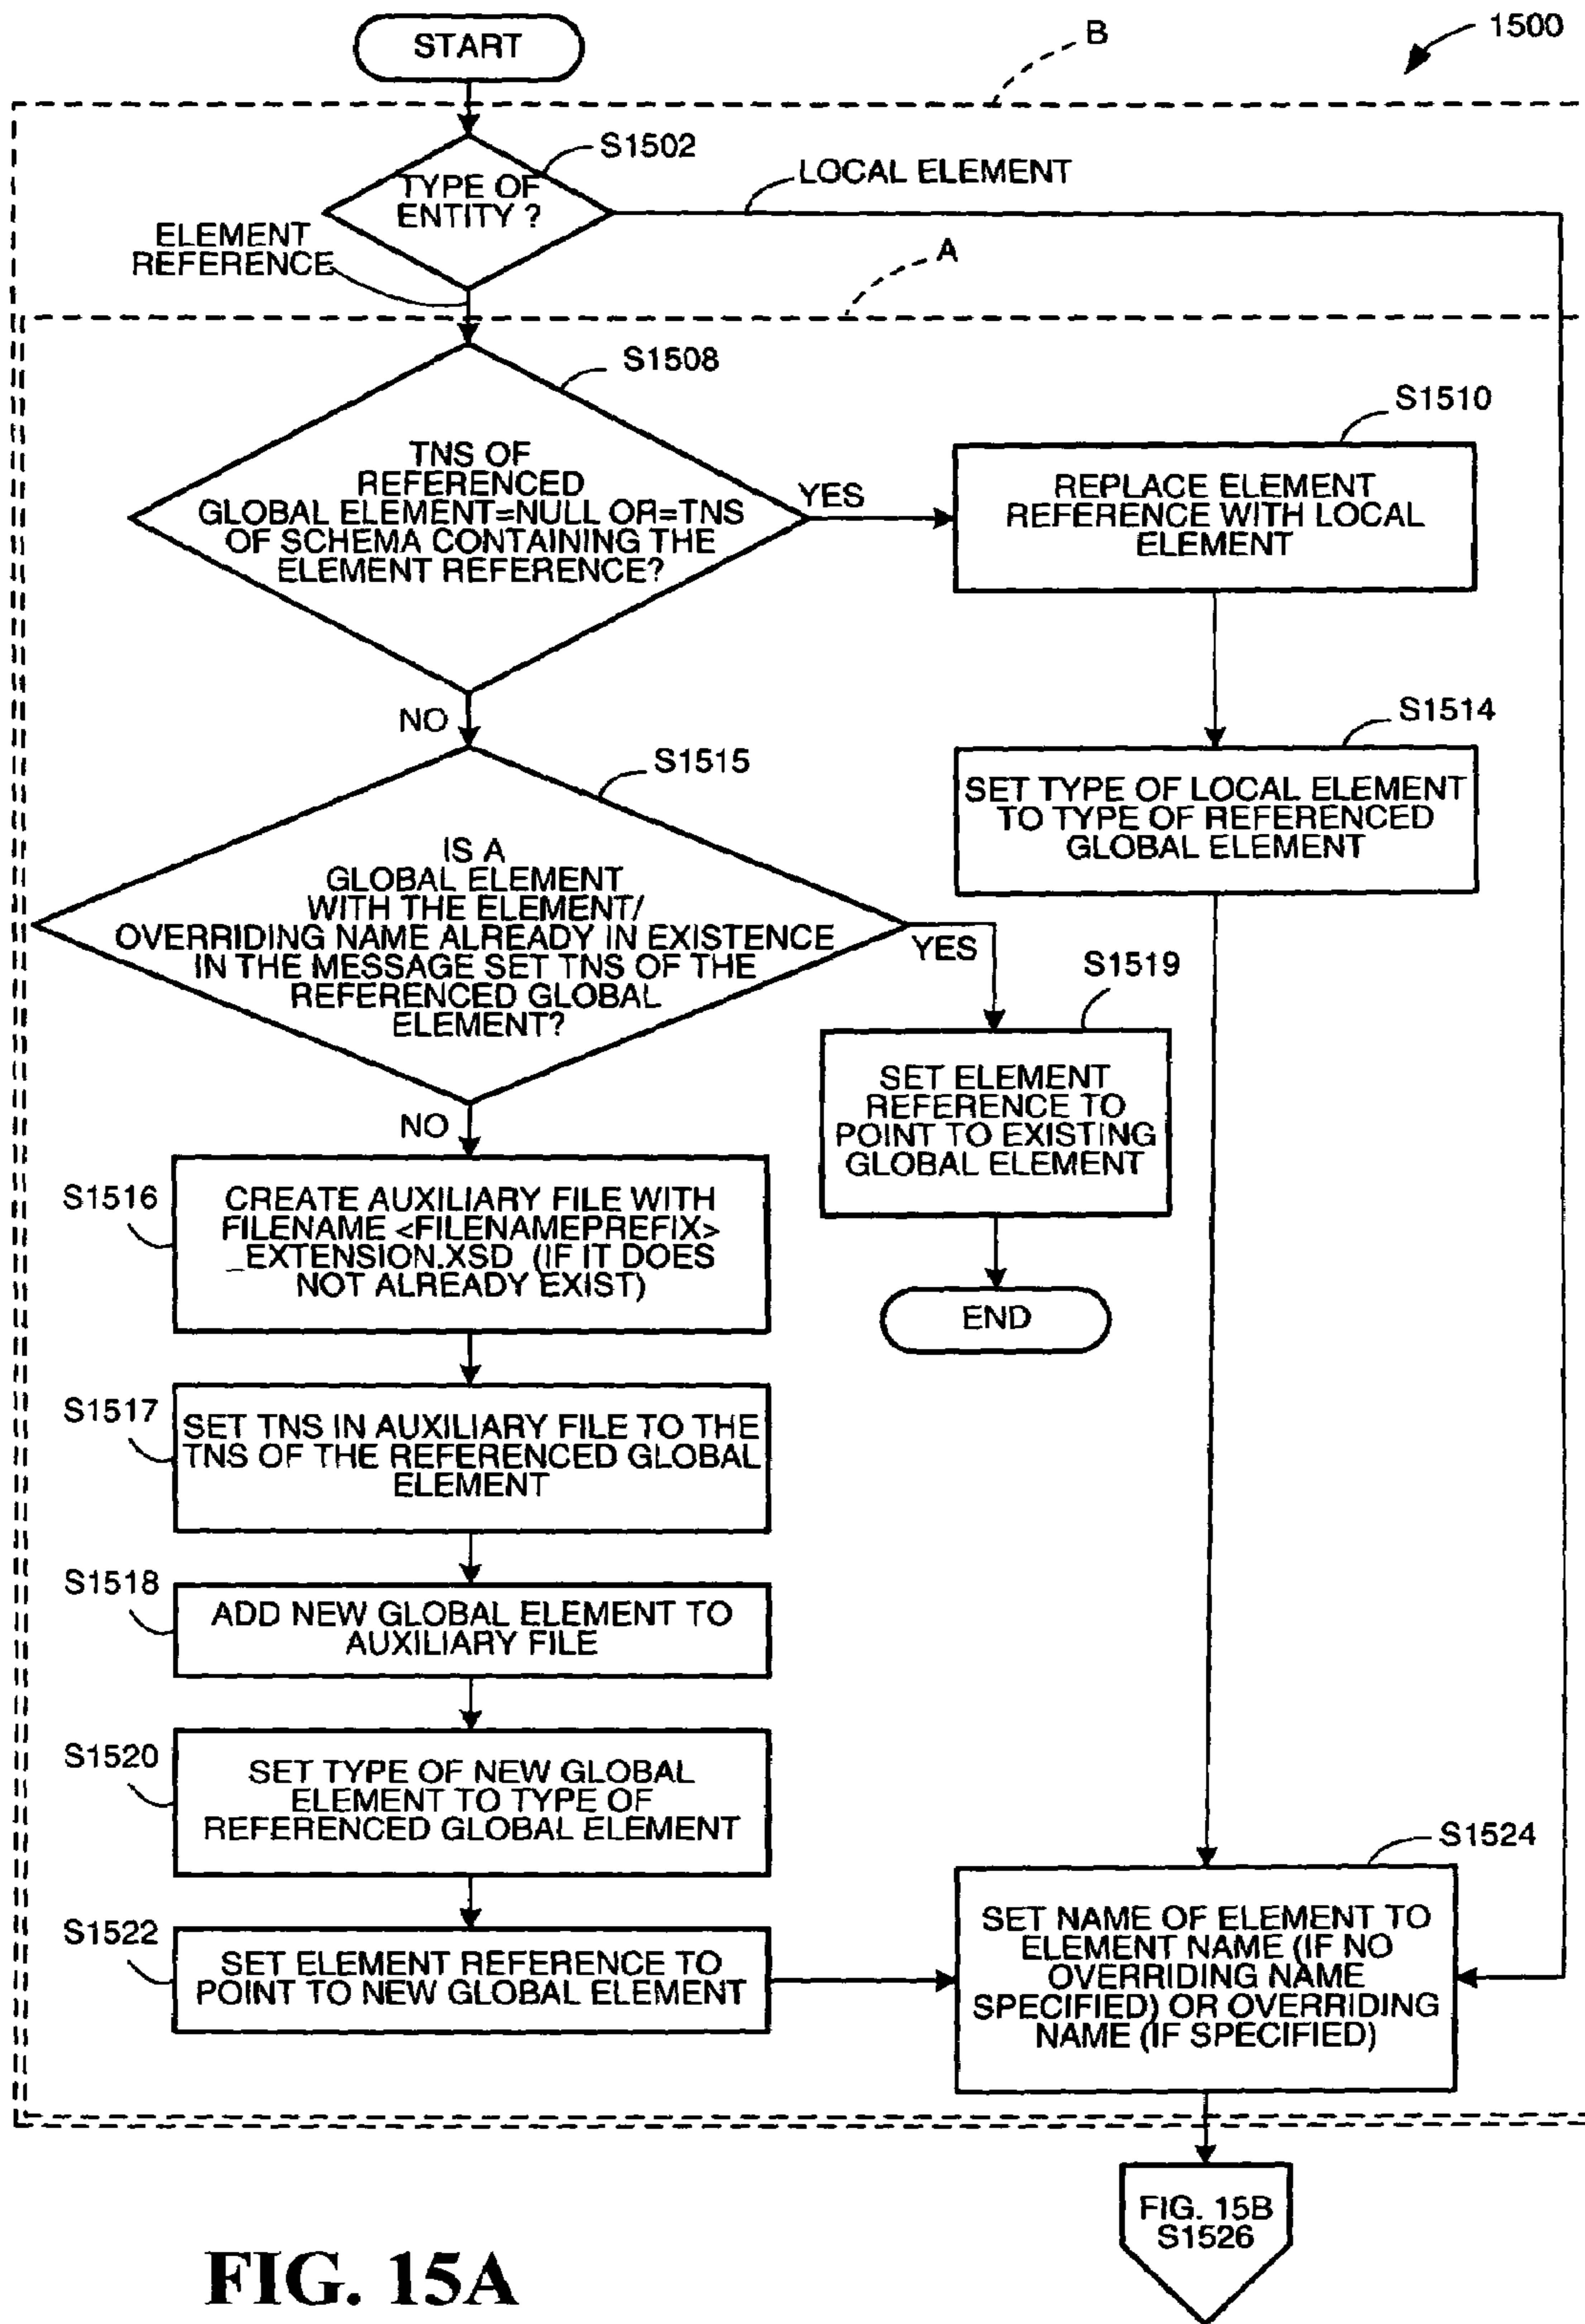 START
B
1500
S1502
TYPE OF
ENTITY ?
LOCAL ELEMENT
ELEMENT
REFERENCE
A
S1508
TNS OF
REFERENCED
GLOBAL ELEMENT=NULL OR=TNS
OF SCHEMA CONTAINING THE
ELEMENT REFERENCE?
YES
S1510
REPLACE ELEMENT
REFERENCE WITH LOCAL
ELEMENT
NO
S1514
SET TYPE OF LOCAL ELEMENT
TO TYPE OF REFERENCED
GLOBAL ELEMENT
S1515
IS A
GLOBAL ELEMENT
WITH THE ELEMENT/
OVERRIDING NAME ALREADY IN EXISTENCE
IN THE MESSAGE SET TNS OF THE
REFERENCED GLOBAL
ELEMENT?
YES
S1519
SET ELEMENT
REFERENCE TO
POINT TO EXISTING
GLOBAL ELEMENT
END
NO
S1516
CREATE AUXILIARY FILE WITH
FILENAME <FILENAMEPREFIX>
_EXTENSION.XSD (IF IT DOES
NOT ALREADY EXIST)
S1517
SET TNS IN AUXILIARY FILE TO THE
TNS OF THE REFERENCED GLOBAL
ELEMENT
S1518
ADD NEW GLOBAL ELEMENT TO
AUXILIARY FILE
S1520
SET TYPE OF NEW GLOBAL
ELEMENT TO TYPE OF
REFERENCED GLOBAL ELEMENT
S1522
SET ELEMENT REFERENCE TO
POINT TO NEW GLOBAL ELEMENT
S1524
SET NAME OF ELEMENT TO
ELEMENT NAME (IF NO
OVERRIDING NAME
SPECIFIED) OR OVERRIDING
NAME (IF SPECIFIED)
FIG. 15B
S1526
FIG. 15A